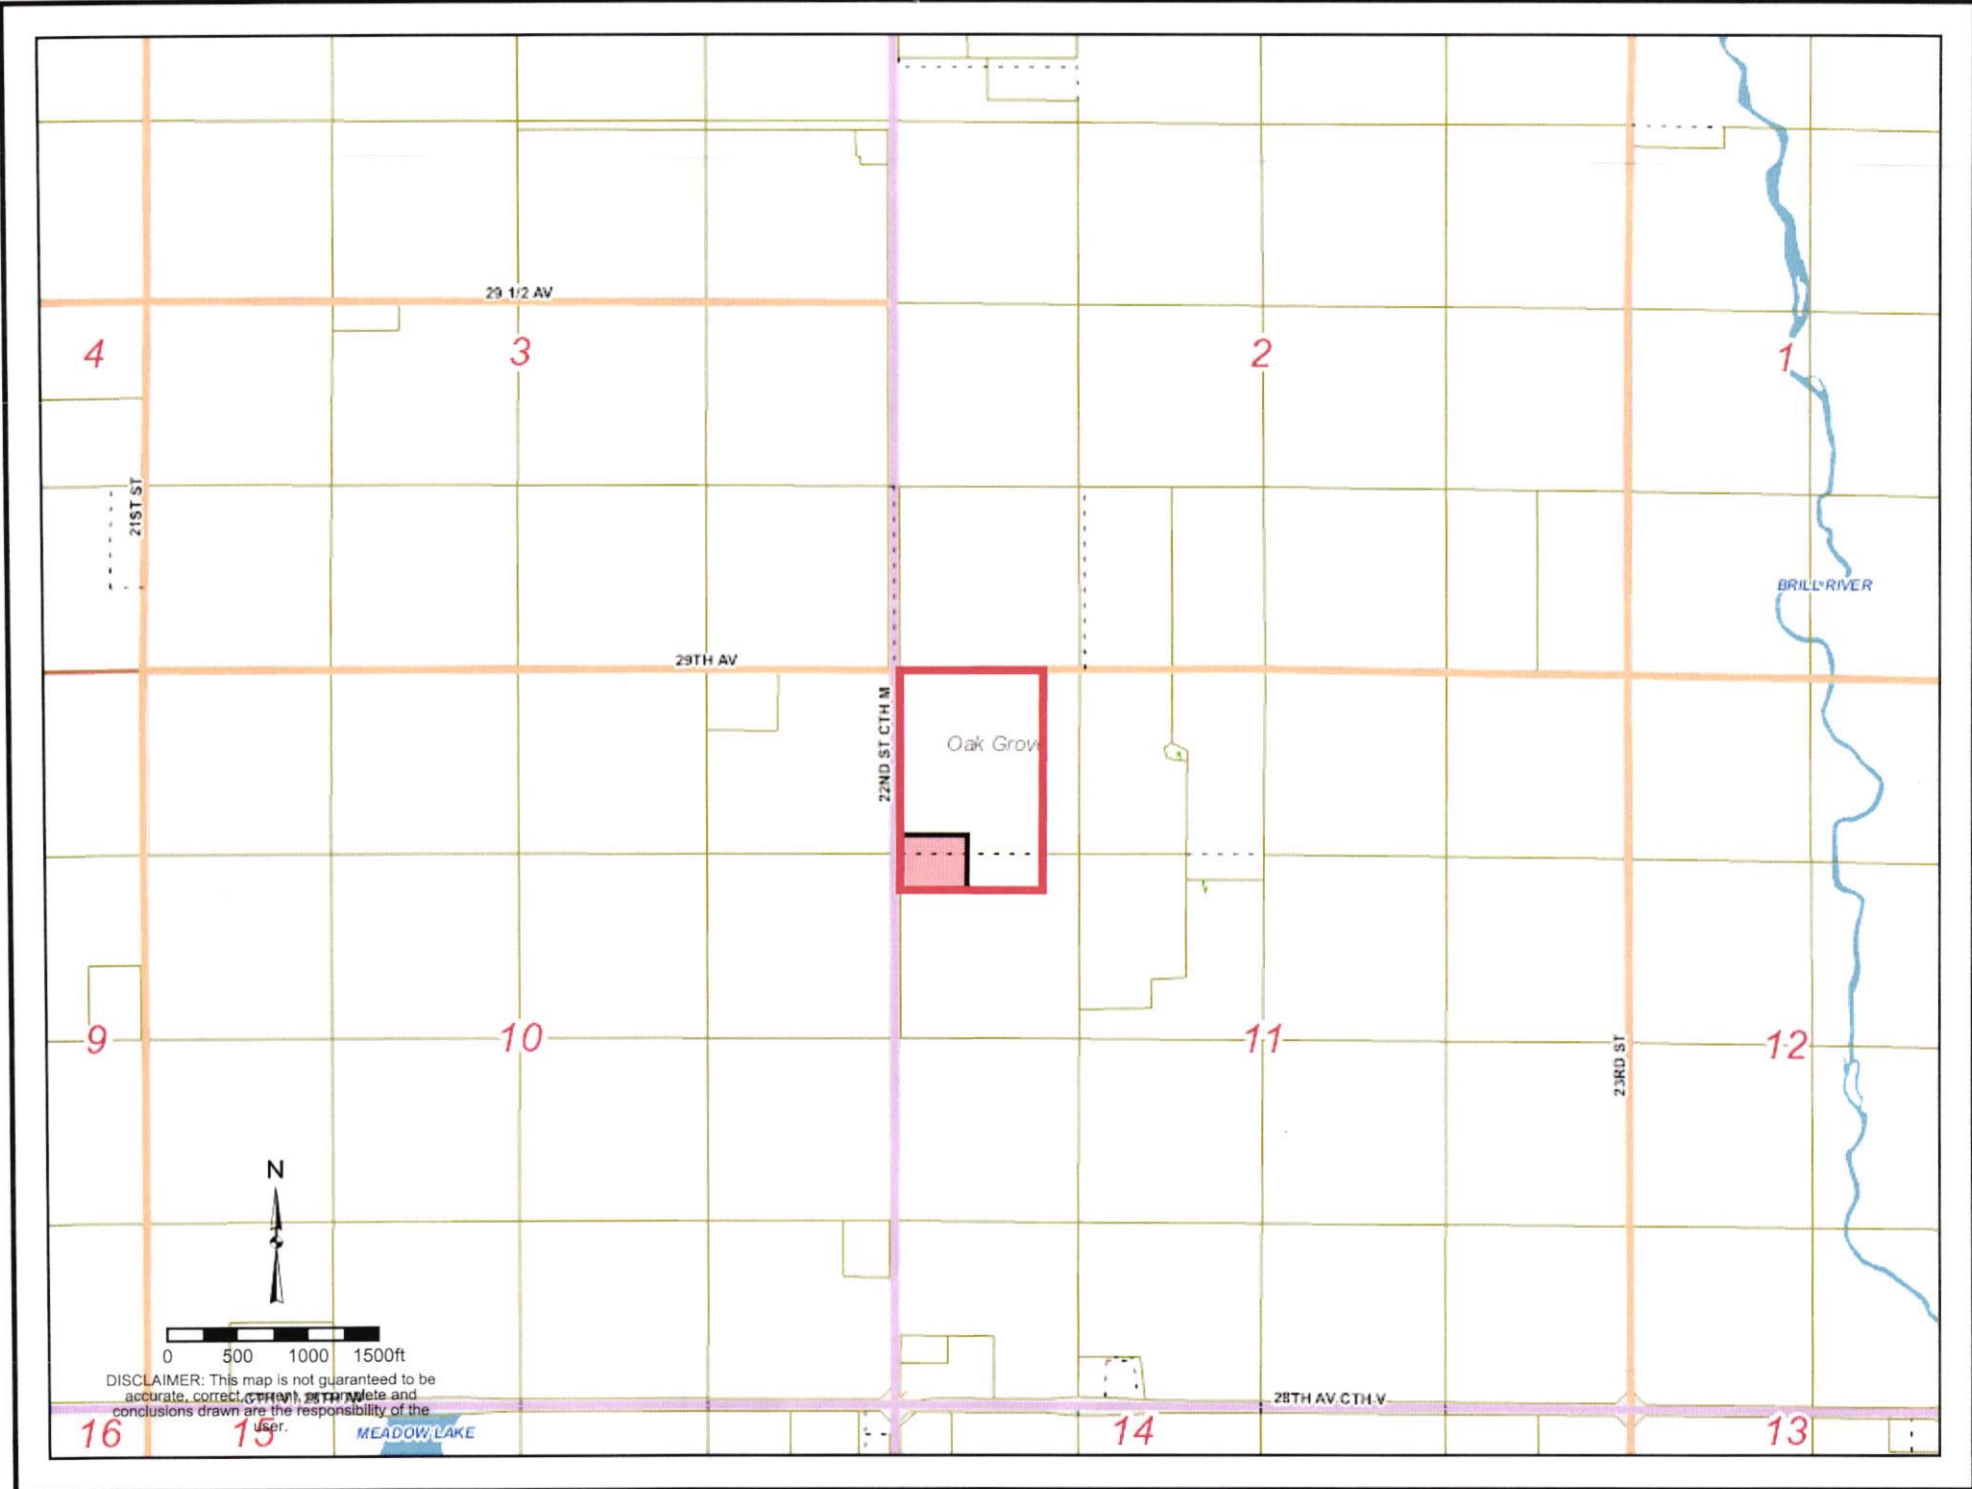 29 1/2 AV
4
3
2
1
21ST ST
BRILL RIVER
29TH AV
22ND ST CTH M
Oak Grov
9
10
11
12
23RD ST
N
0 500 1000 1500ft
DISCLAIMER: This map is not guaranteed to be
accurate, correct, current, or complete and
conclusions drawn are the responsibility of the
user.
28TH AV CTH V
16
15
MEADOW LAKE
14
13